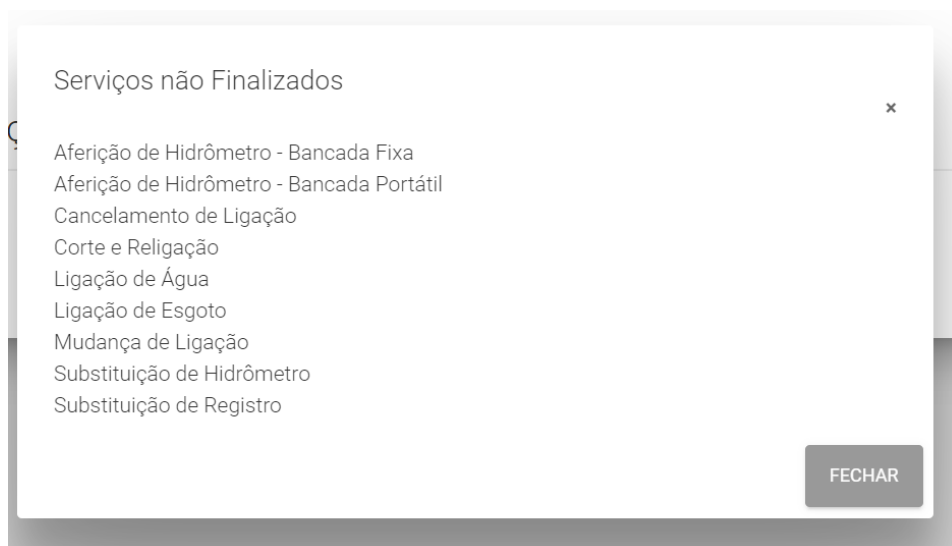 Serviços não Finalizados
×
Aferição de Hidrômetro - Bancada Fixa
Aferição de Hidrômetro - Bancada Portátil
Cancelamento de Ligação
Corte e Religação
Ligação de Água
Ligação de Esgoto
Mudança de Ligação
Substituição de Hidrômetro
Substituição de Registro
FECHAR